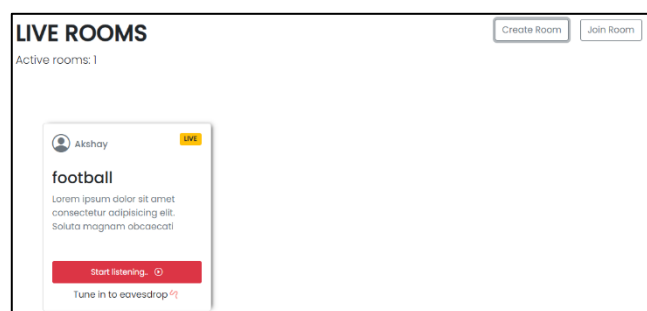 LIVE ROOMS
Create Room
Join Room
Active rooms: 1
Akshay
LIVE
football
Lorem ipsum dolor sit amet
consectetur adipisicing elit.
Soluta magnam obcaecati
Start listening..
Tune in to eavesdrop